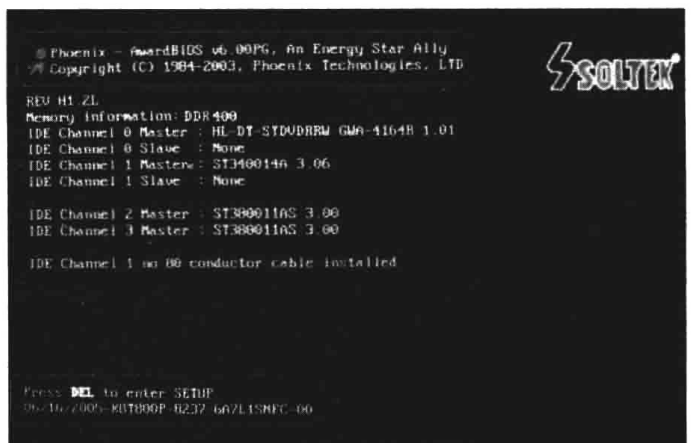 Phoenix - AwardBIOS v6.00PG, An Energy Star Ally
Copyright (C) 1984-2003, Phoenix Technologies, LTD
SOLTEK
REV H1.ZL
Memory information: DDR400
IDE Channel 0 Master : HL-DT-STDVDRRW GWA-4164B 1.01
IDE Channel 0 Slave : None
IDE Channel 1 Master : ST340014A 3.06
IDE Channel 1 Slave : None
IDE Channel 2 Master : ST380011AS 3.00
IDE Channel 3 Master : ST380011AS 3.00
IDE Channel 1 no 80 conductor cable installed
Press DEL to enter SETUP